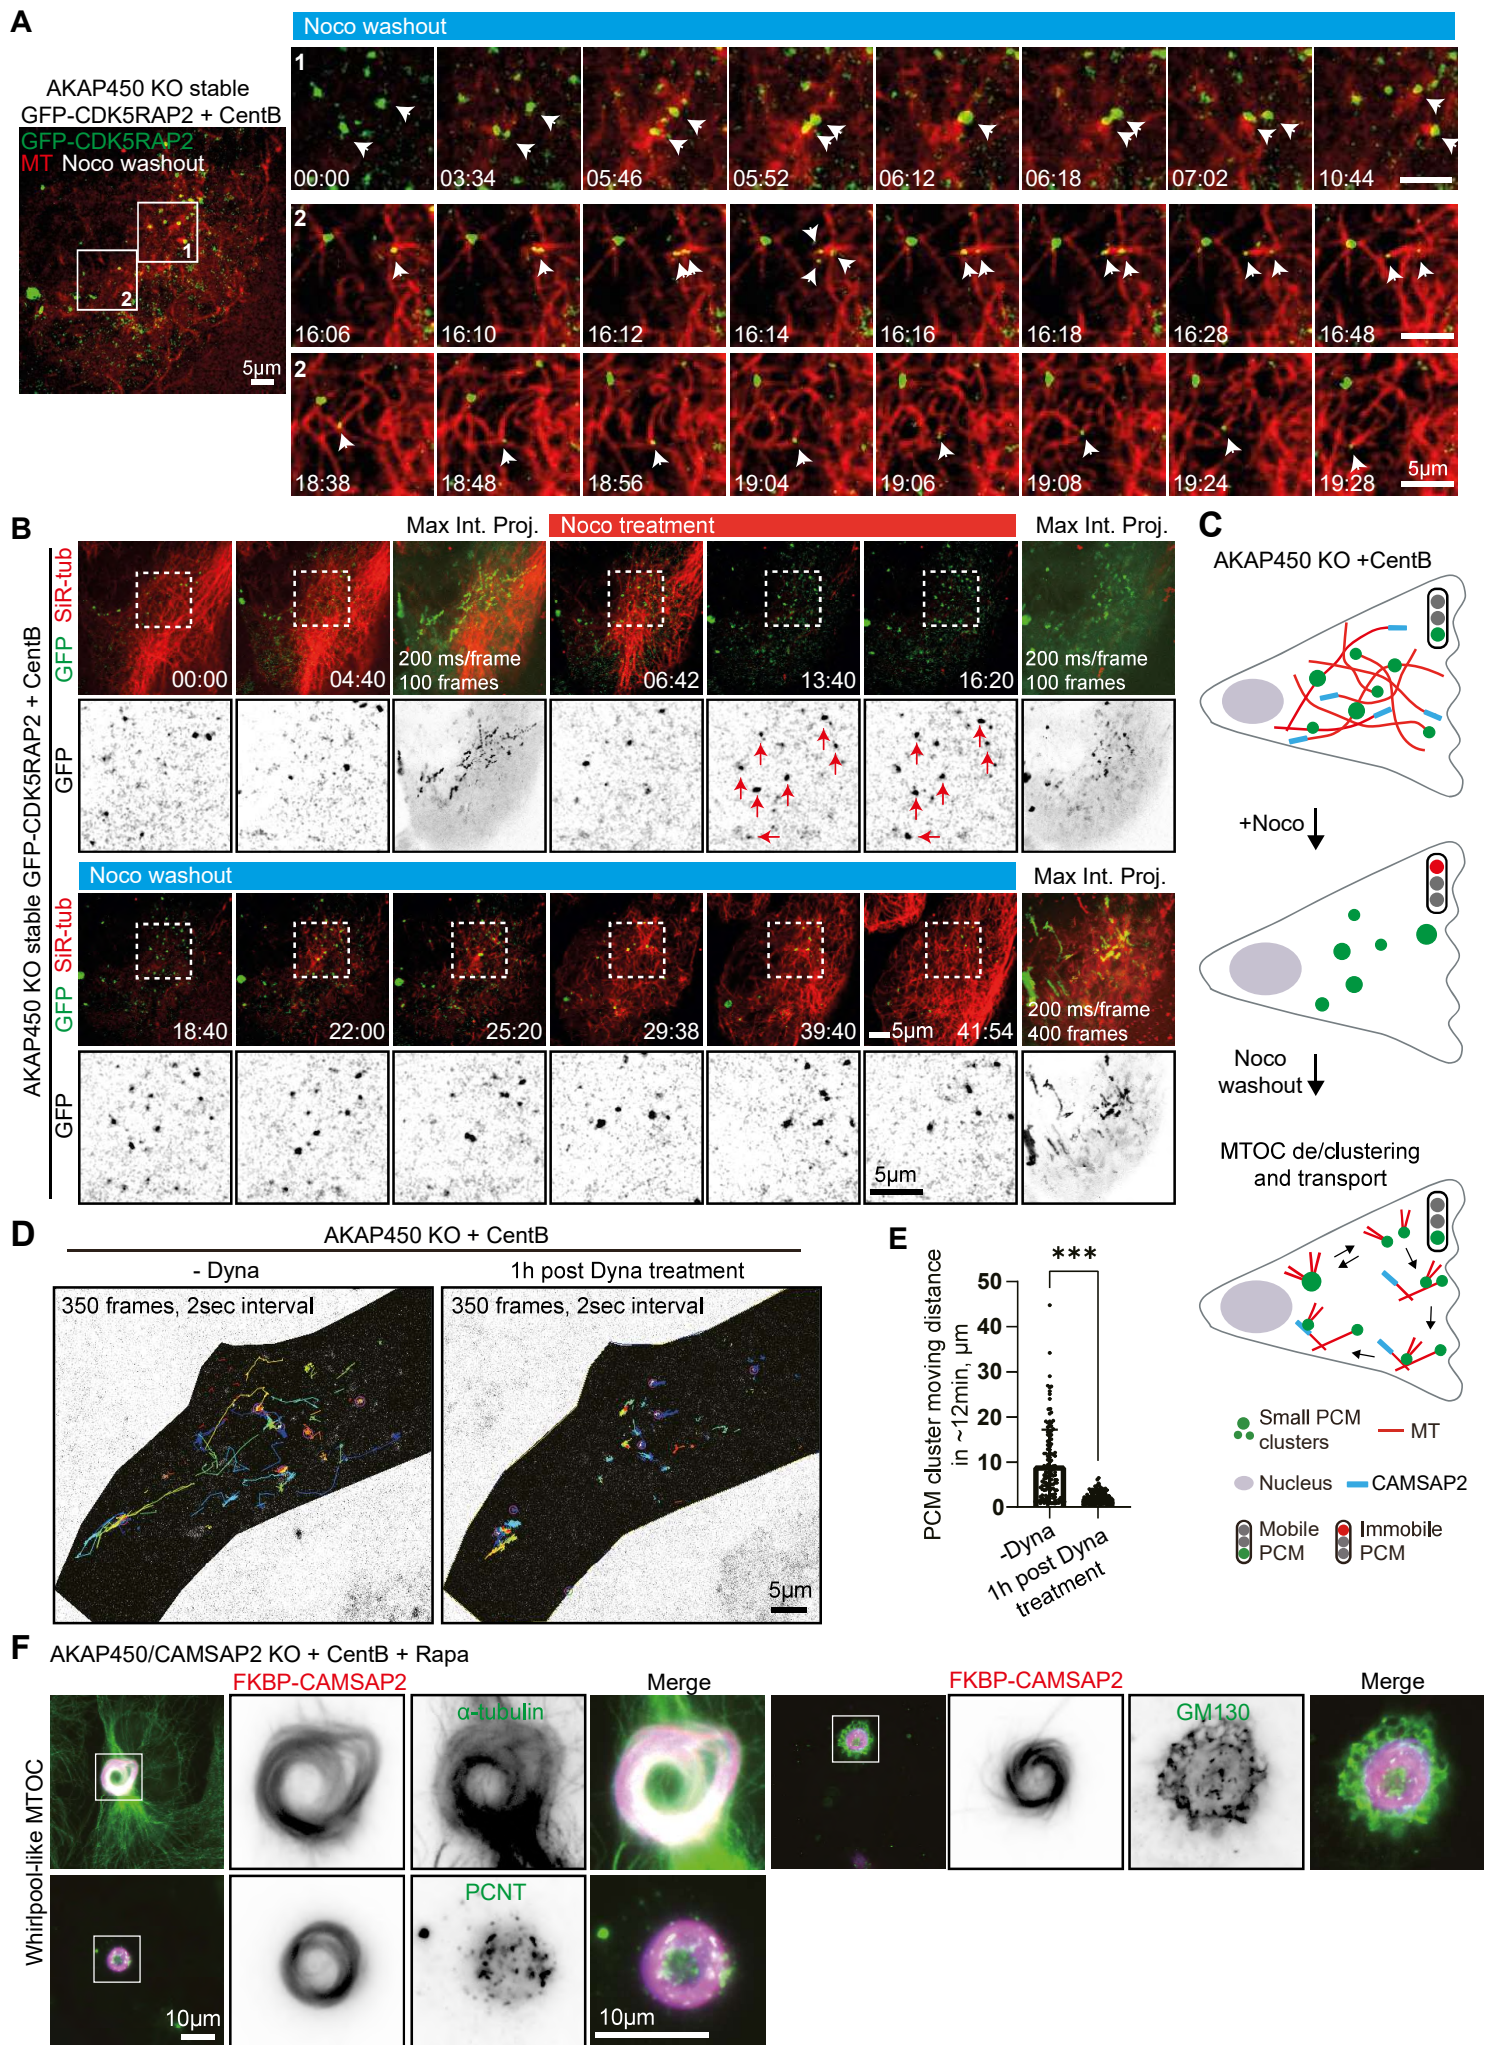 A
Noco washout
AKAP450 KO stable
GFP-CDK5RAP2 + CentB
GFP-CDK5RAP2
MT Noco washout
1
2
5µm
1
00:00
03:34
05:46
05:52
06:12
06:18
07:02
10:44
2
16:06
16:10
16:12
16:14
16:16
16:18
16:28
16:48
2
18:38
18:48
18:56
19:04
19:06
19:08
19:24
19:28
5µm
B
Max Int. Proj.
Noco treatment
Max Int. Proj.
AKAP450 KO stable GFP-CDK5RAP2 + CentB
GFP SiR-tub
00:00
04:40
200 ms/frame
100 frames
06:42
13:40
16:20
200 ms/frame
100 frames
GFP
Noco washout
Max Int. Proj.
GFP SiR-tub
18:40
22:00
25:20
29:38
39:40
5µm
41:54
200 ms/frame
400 frames
GFP
5µm
C
AKAP450 KO +CentB
+Noco
Noco
washout
MTOC de/clustering
and transport
Small PCM
clusters
MT
Nucleus
CAMSAP2
Mobile
PCM
Immobile
PCM
D
AKAP450 KO + CentB
- Dyna
1h post Dyna treatment
350 frames, 2sec interval
350 frames, 2sec interval
5µm
E
***
PCM cluster moving distance
in ~12min, µm
50
40
30
20
10
0
-Dyna
1h post Dyna
treatment
F
AKAP450/CAMSAP2 KO + CentB + Rapa
Whirlpool-like MTOC
FKBP-CAMSAP2
α-tubulin
Merge
FKBP-CAMSAP2
GM130
Merge
PCNT
10µm
10µm